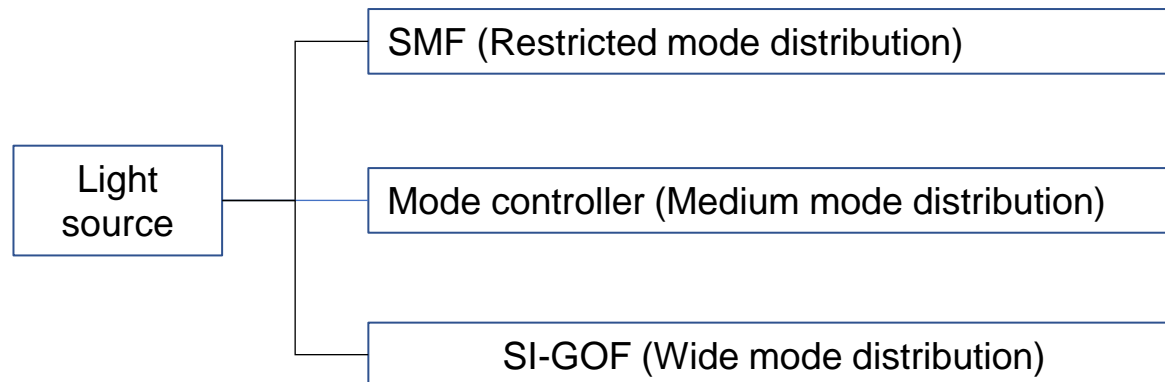 SMF (Restricted mode distribution)
Light
source
Mode controller (Medium mode distribution)
SI-GOF (Wide mode distribution)